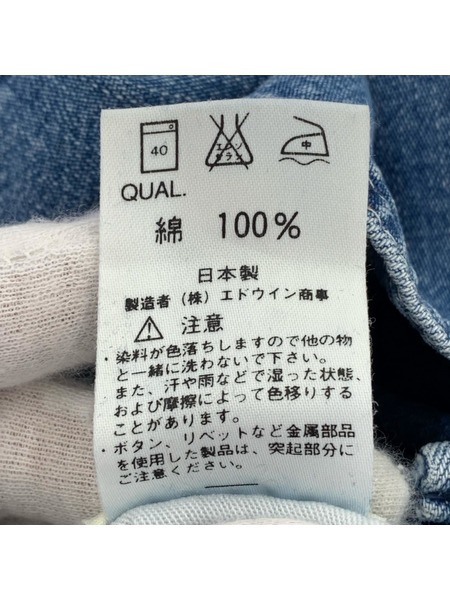 40 エンソ サラシ 中
QUAL.
綿 100%
日本製
製造者 (株) エドウイン商事
注意
・染料が色落ちしますので他の物
と一緒に洗わないで下さい。
また、汗や雨などで湿った状態、
および摩擦によって色移りする
ことがあります。
・ボタン、リベットなど金属部品
を使用した製品は、突起部分に
ご注意ください。